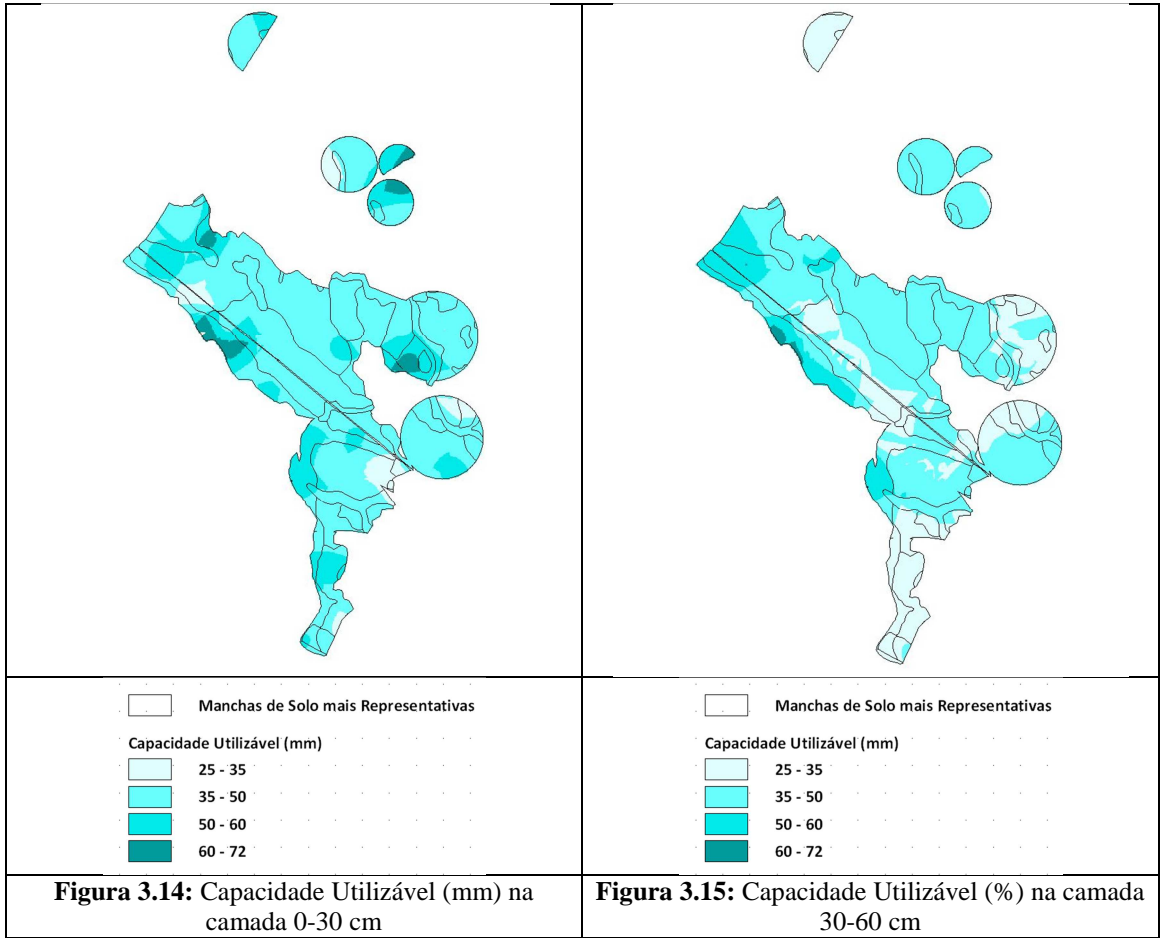 Manchas de Solo mais Representativas
Capacidade Utilizável (mm)
25 - 35
35 - 50
50 - 60
60 - 72
Manchas de Solo mais Representativas
Capacidade Utilizável (mm)
25 - 35
35 - 50
50 - 60
60 - 72
Figura 3.14: Capacidade Utilizável (mm) na
camada 0-30 cm
Figura 3.15: Capacidade Utilizável (%) na camada
30-60 cm